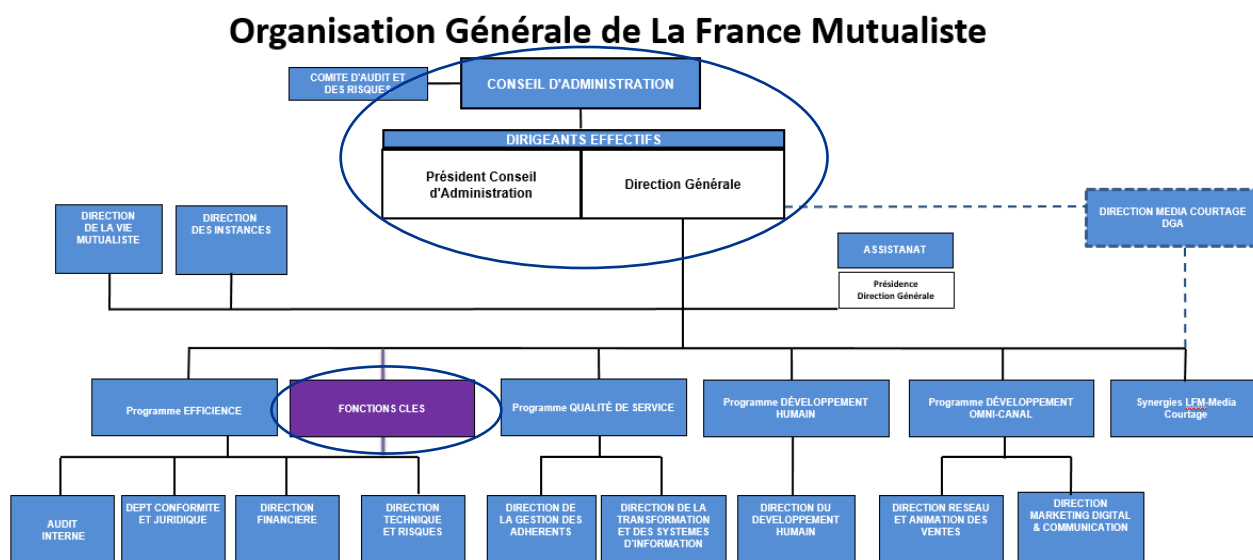 Organisation Générale de La France Mutualiste
COMITE D'AUDIT ET
DES RISQUES
CONSEIL D'ADMINISTRATION
DIRIGEANTS EFFECTIFS
Président Conseil
d'Administration
Direction Générale
DIRECTION
DE LA VIE
MUTUALISTE
DIRECTION
DES INSTANCES
DIRECTION MEDIA COURTAGE
DGA
ASSISTANAT
Présidence
Direction Générale
Programme EFFICIENCE
FONCTIONS CLES
Programme QUALITÉ DE SERVICE
Programme DÉVELOPPEMENT
HUMAIN
Programme DÉVELOPPEMENT
OMNI-CANAL
Synergies LFM-Media
Courtage
AUDIT
INTERNE
DEPT CONFORMITE
ET JURIDIQUE
DIRECTION
FINANCIERE
DIRECTION
TECHNIQUE
ET RISQUES
DIRECTION DE
LA GESTION DES
ADHERENTS
DIRECTION DE LA
TRANSFORMATION
ET DES SYSTEMES
D'INFORMATION
DIRECTION DU
DEVELOPPEMENT
HUMAIN
DIRECTION RESEAU
ET ANIMATION DES
VENTES
DIRECTION
MARKETING DIGITAL
& COMMUNICATION